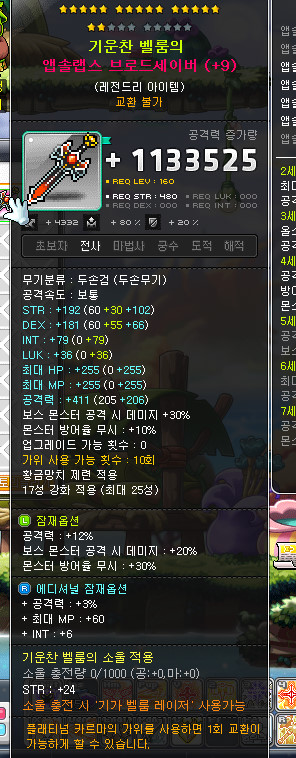 기운찬 벨룸의
앱솔랩스 브로드세이버 (+9)
(레전드리 아이템)
교환 불가
공격력 증가량
+ 1133525
REQ LEV : 160
REQ STR : 480 REQ LUK : 000
REQ DEX : 000 REQ INT : 000
+ 4332 + 80 % + 20 %
초보자 전사 마법사 궁수 도적 해적
무기분류 : 두손검 (두손무기)
공격속도 : 보통
STR : +192 (60 +30 +102)
DEX : +181 (60 +55 +66)
INT : +79 (0 +79)
LUK : +36 (0 +36)
최대 HP : +255 (0 +255)
최대 MP : +255 (0 +255)
공격력 : +411 (205 +206)
보스 몬스터 공격 시 데미지 +30%
몬스터 방어율 무시 : +10%
업그레이드 가능 횟수 : 0
가위 사용 가능 횟수 : 10회
황금망치 제련 적용
17성 강화 적용 (최대 25성)
L 잠재옵션
공격력 : +12%
보스 몬스터 공격 시 데미지 : +20%
몬스터 방어율 무시 : +30%
R 에디셔널 잠재옵션
+ 공격력 : +3%
+ 최대 MP : +60
+ INT : +6
기운찬 벨룸의 소울 적용
소울 충전량 0/1000 (공:+0,마:+0)
STR : +24
소울 충전 시 '기가 벨룸 레이저' 사용가능
플래티넘 카르마의 가위를 사용하면 1회 교환이
가능하게 할 수 있습니다.